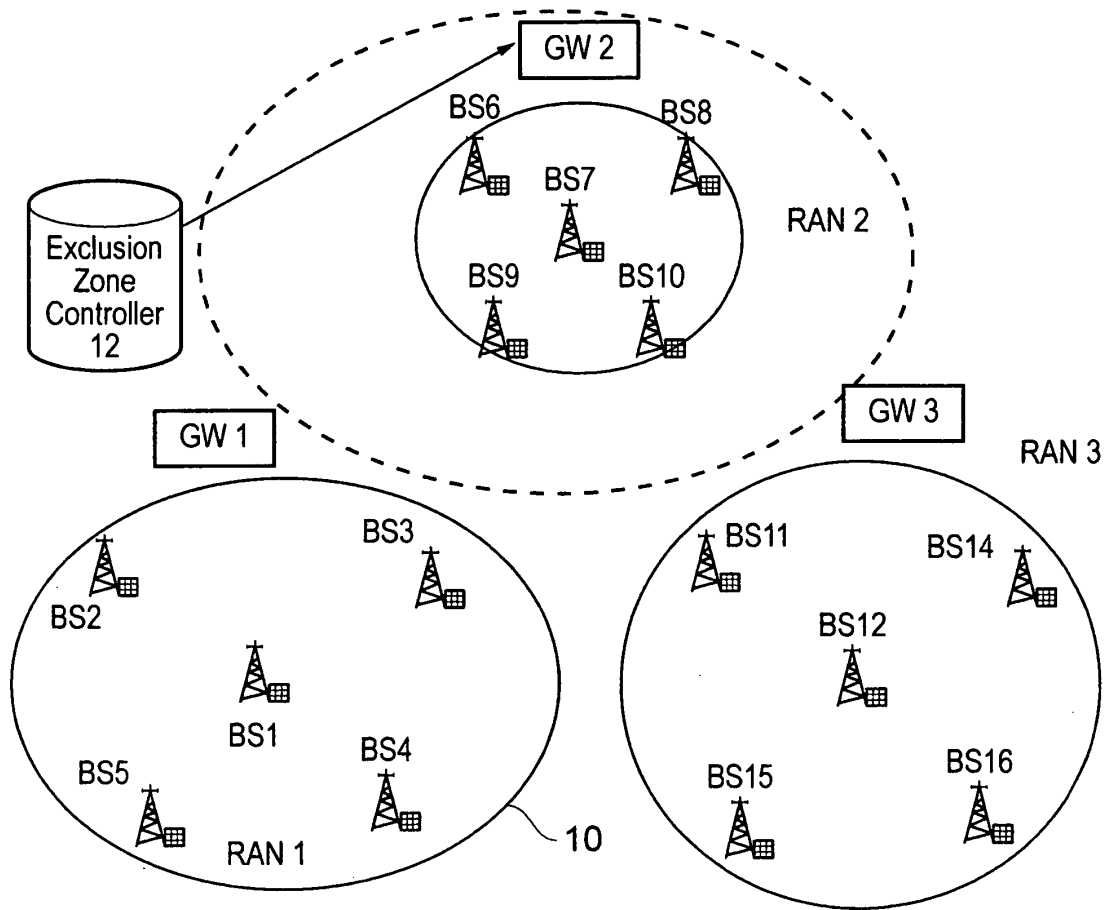 GW 2
BS6
BS8
BS7
RAN 2
Exclusion
Zone
Controller
12
BS9
BS10
GW 1
GW 3
RAN 3
BS3
BS11
BS14
BS2
BS12
BS1
BS4
BS5
BS15
BS16
RAN 1
10